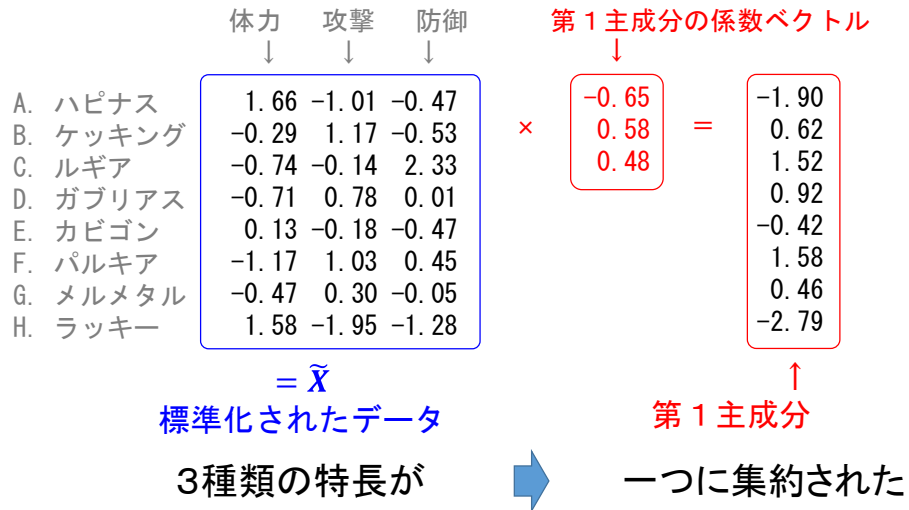 体力 攻撃 防御 第１主成分の係数ベクトル
↓ ↓ ↓ ↓
A. ハピナス 1.66 -1.01 -0.47 -0.65 -1.90
B. ケッキング -0.29 1.17 -0.53 × 0.58 = 0.62
C. ルギア -0.74 -0.14 2.33 0.48 1.52
D. ガブリアス -0.71 0.78 0.01 0.92
E. カビゴン 0.13 -0.18 -0.47 -0.42
F. パルキア -1.17 1.03 0.45 1.58
G. メルメタル -0.47 0.30 -0.05 0.46
H. ラッキー 1.58 -1.95 -1.28 -2.79
= X̃ ↑
標準化されたデータ 第１主成分
３種類の特長が 一つに集約された